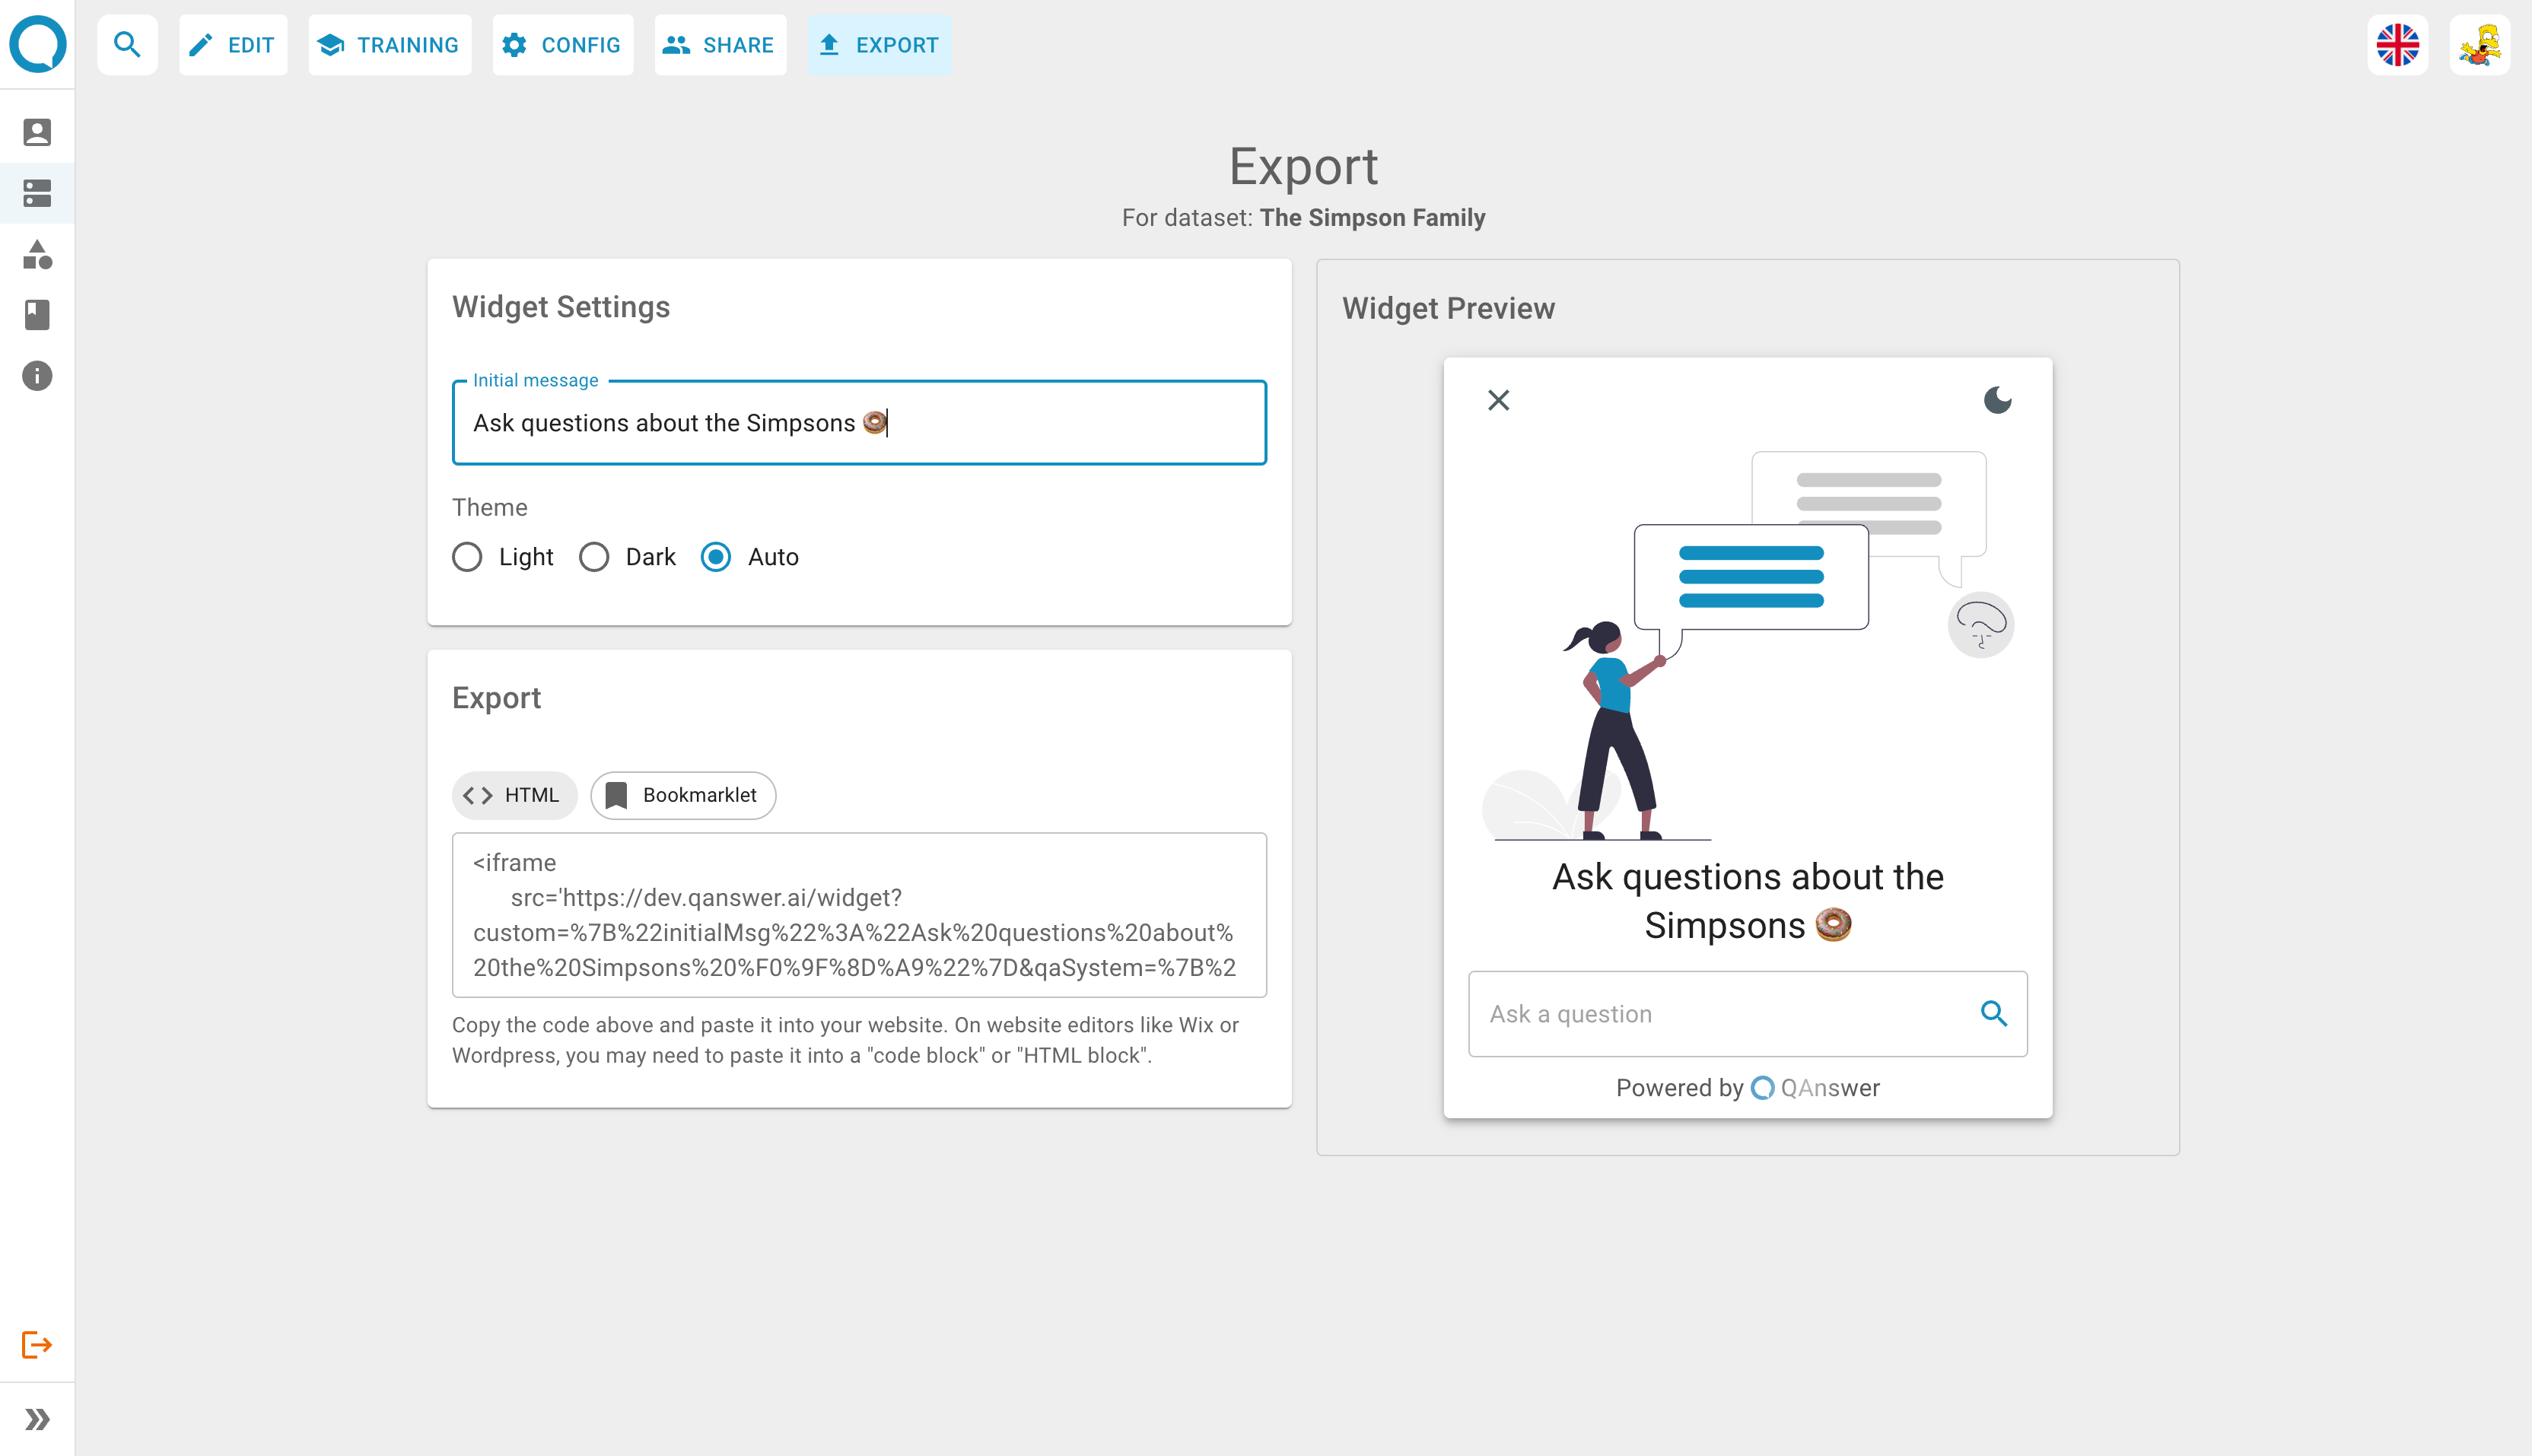 EDIT
TRAINING
CONFIG
SHARE
EXPORT
Export
For dataset: The Simpson Family
Widget Settings
Initial message
Ask questions about the Simpsons 🍩
Theme
Light
Dark
Auto
Export
HTML
Bookmarklet
<iframe
src='https://dev.qanswer.ai/widget?
custom=%7B%22initialMsg%22%3A%22Ask%20questions%20about%
20the%20Simpsons%20%F0%9F%8D%A9%22%7D&qaSystem=%7B%2
Copy the code above and paste it into your website. On website editors like Wix or
Wordpress, you may need to paste it into a "code block" or "HTML block".
Widget Preview
Ask questions about the
Simpsons 🍩
Ask a question
Powered by QAnswer